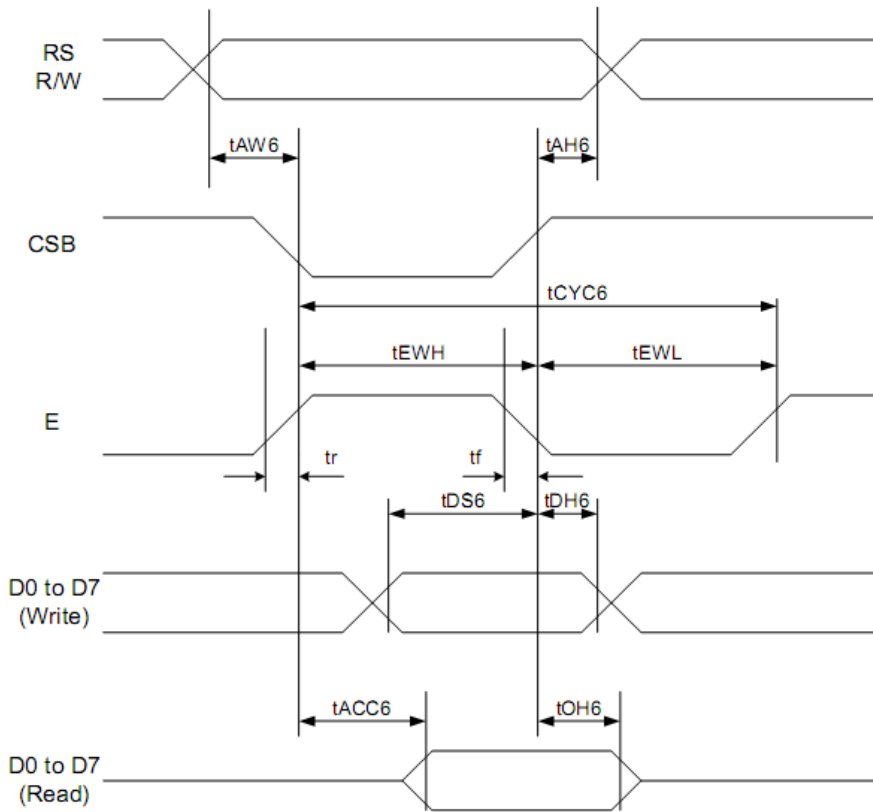 RS
R/W
tAW6
tAH6
CSB
tCYC6
tEWH
tEWL
E
tr
tf
tDS6
tDH6
D0 to D7
(Write)
tACC6
tOH6
D0 to D7
(Read)